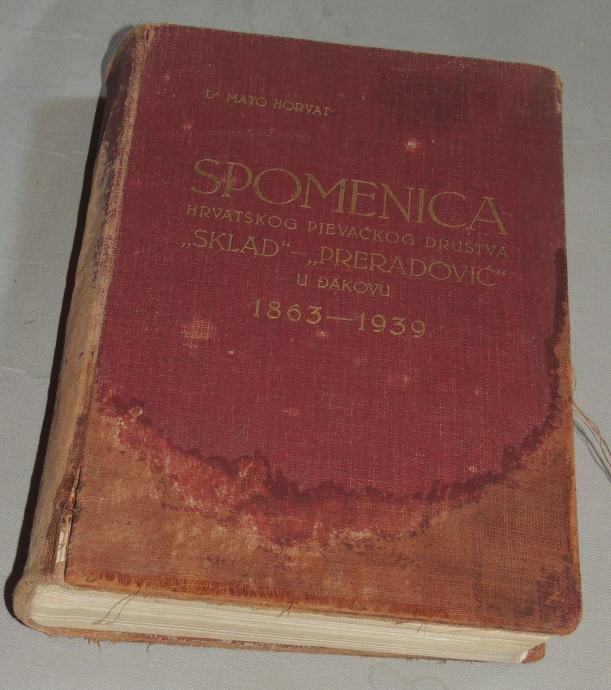 Dr MATO HORVAT
SPOMENICA
HRVATSKOG PJEVAČKOG DRUŠTVA
„SKLAD“ – „PRERADOVIĆ“
U ĐAKOVU
1863 — 1939